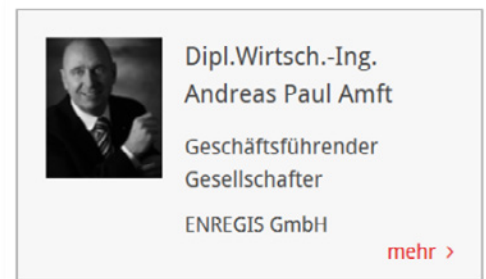 Dipl.Wirtsch.-Ing.
Andreas Paul Amft
Geschäftsführender
Gesellschafter
ENREGIS GmbH
mehr >